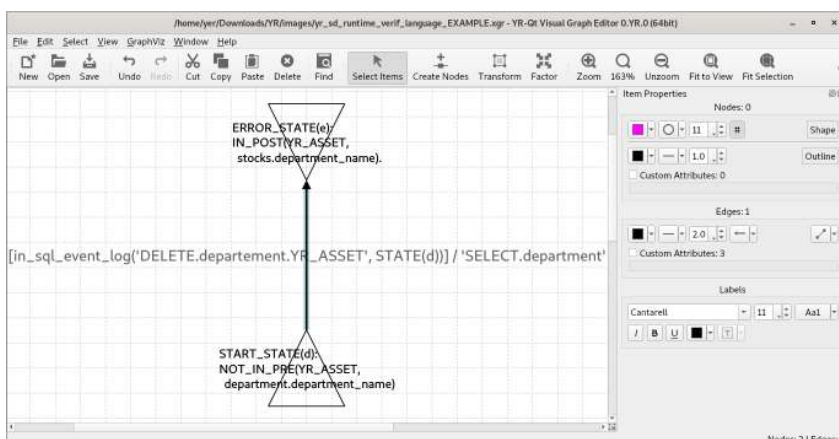 /home/yer/Downloads/YR/images/yr_sd_runtime_verif_language_EXAMPLE.xgr - YR-Qt Visual Graph Editor 0.YR.0 (64bit)
File Edit Select View GraphViz Window Help
New Open Save Undo Redo Cut Copy Paste Delete Find Select Items Create Nodes Transform Factor Zoom 163% Unzoom Fit to View Fit Selection
ERROR_STATE(e):
IN_POST(YR_ASSET,
stocks.department_name).
[in_sql_event_log('DELETE.departement.YR_ASSET', STATE(d))] / 'SELECT.department'
START_STATE(d):
NOT_IN_PRE(YR_ASSET,
department.department_name)
Item Properties
Nodes: 0
11 # Shape
1.0 Outline
Custom Attributes: 0
Edges: 1
2.0
Custom Attributes: 3
Labels
Cantarell 11 Aa1
I B U T